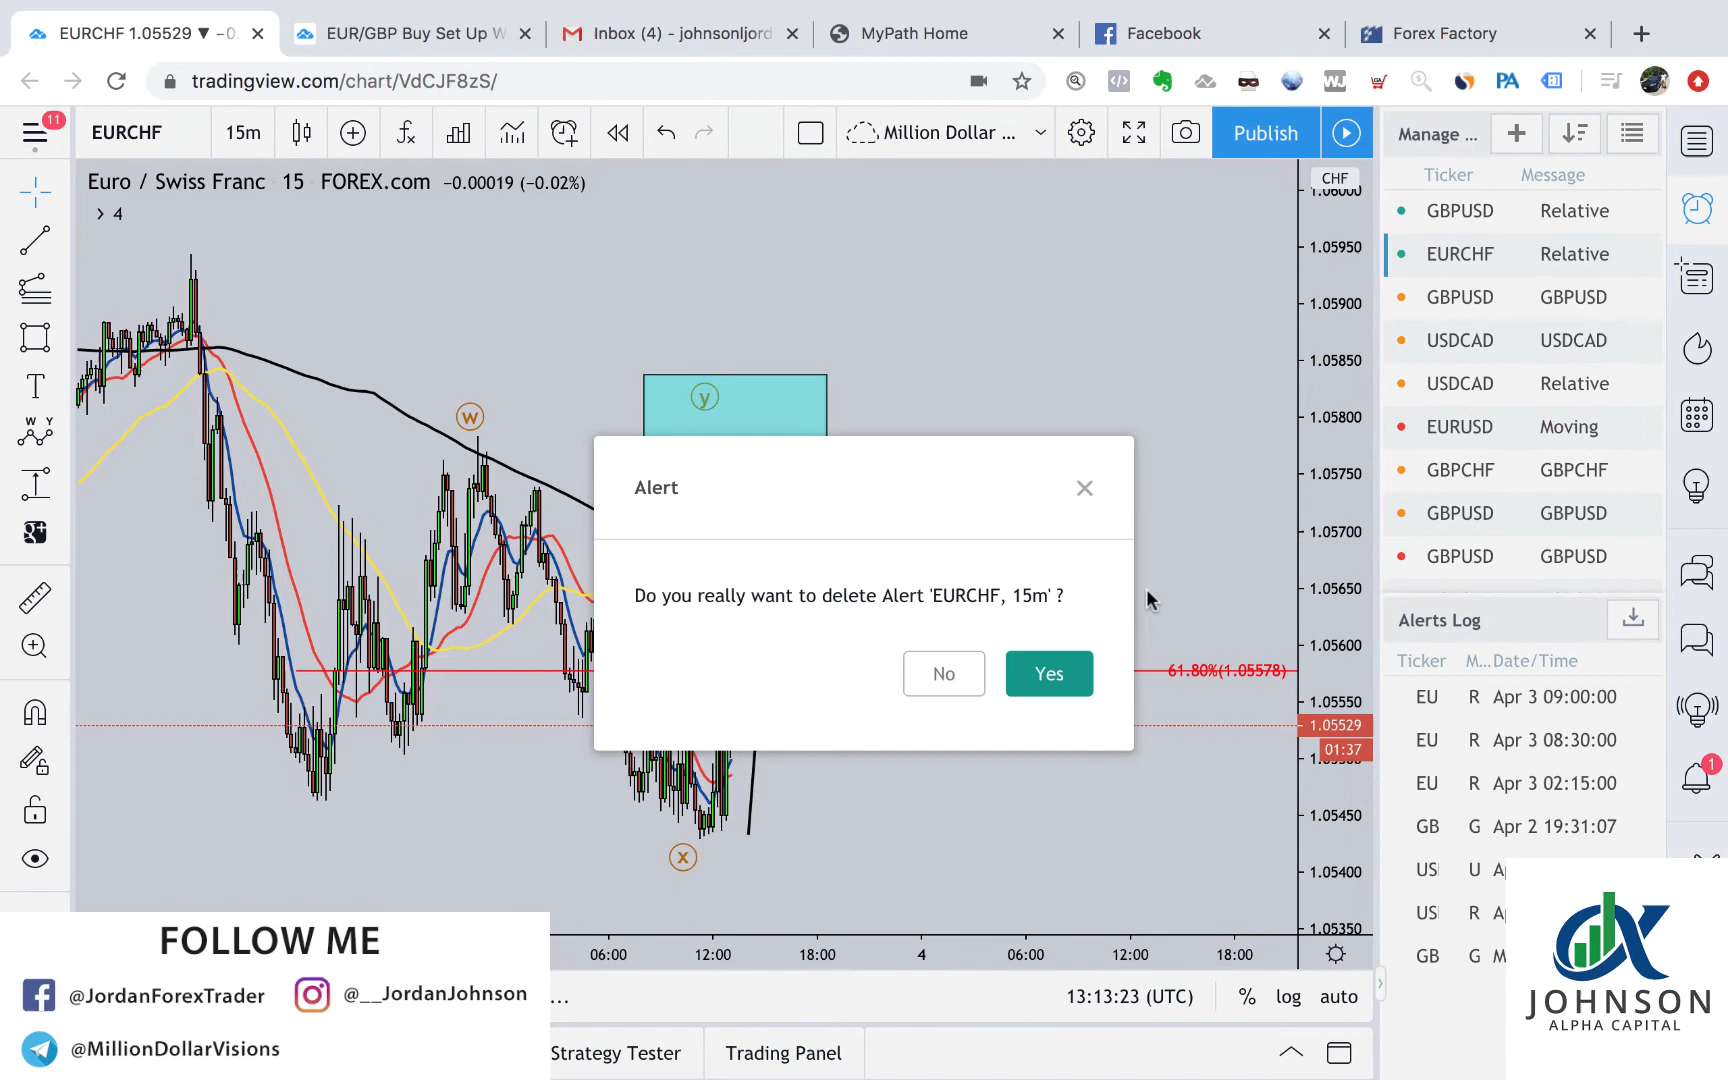 EURCHF 1.05529 ▼ −0.
EUR/GBP Buy Set Up W
Inbox (4) - johnsonljord
MyPath Home
Facebook
Forex Factory
tradingview.com/chart/VdCJF8zS/
11
EURCHF
15m
Million Dollar ...
Publish
Manage ...
Euro / Swiss Franc 15 FOREX.com −0.00019 (−0.02%)
4
CHF
1.06000
1.05950
1.05900
1.05850
1.05800
1.05750
1.05700
1.05650
1.05600
1.05550
1.05529
01:37
1.05450
1.05400
1.05350
w
y
x
61.80%(1.05578)
Alert
Do you really want to delete Alert 'EURCHF, 15m' ?
No
Yes
Ticker Message
GBPUSD Relative
EURCHF Relative
GBPUSD GBPUSD
USDCAD USDCAD
USDCAD Relative
EURUSD Moving
GBPCHF GBPCHF
GBPUSD GBPUSD
GBPUSD GBPUSD
Alerts Log
Ticker M... Date/Time
EU R Apr 3 09:00:00
EU R Apr 3 08:30:00
EU R Apr 3 02:15:00
GB G Apr 2 19:31:07
US U
US R
GB G
1
06:00 12:00 18:00 4 06:00 12:00 18:00
13:13:23 (UTC) % log auto
...
Strategy Tester
Trading Panel
FOLLOW ME
@JordanForexTrader
@__JordanJohnson
@MillionDollarVisions
JOHNSON
ALPHA CAPITAL